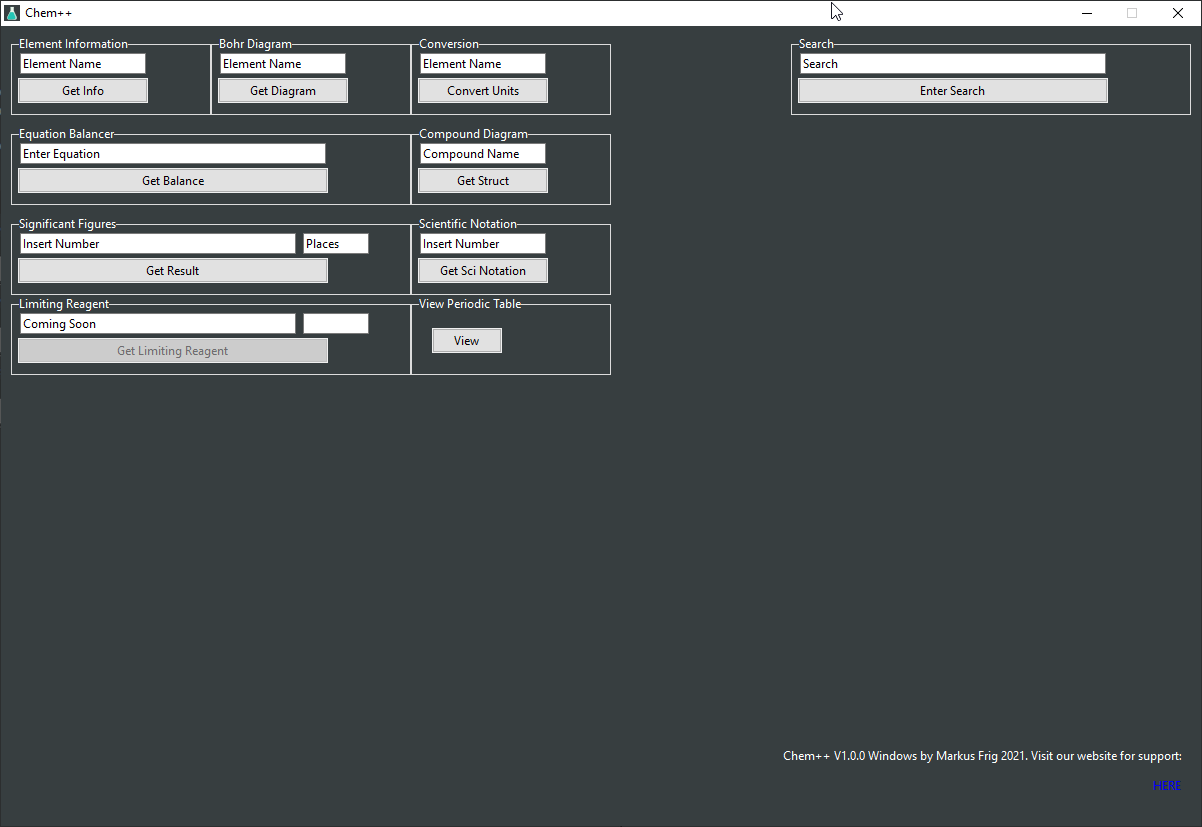 Chem++
Element Information
Bohr Diagram
Conversion
Search
Element Name
Element Name
Element Name
Search
Get Info
Get Diagram
Convert Units
Enter Search
Equation Balancer
Compound Diagram
Enter Equation
Compound Name
Get Balance
Get Struct
Significant Figures
Scientific Notation
Insert Number
Places
Insert Number
Get Result
Get Sci Notation
Limiting Reagent
View Periodic Table
Coming Soon
Get Limiting Reagent
View
Chem++ V1.0.0 Windows by Markus Frig 2021. Visit our website for support:
HERE